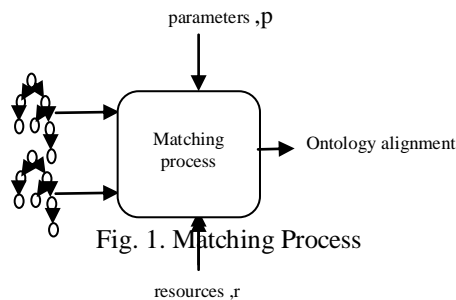 parameters ,p
Matching
process
Ontology alignment
Fig. 1. Matching Process
resources ,r